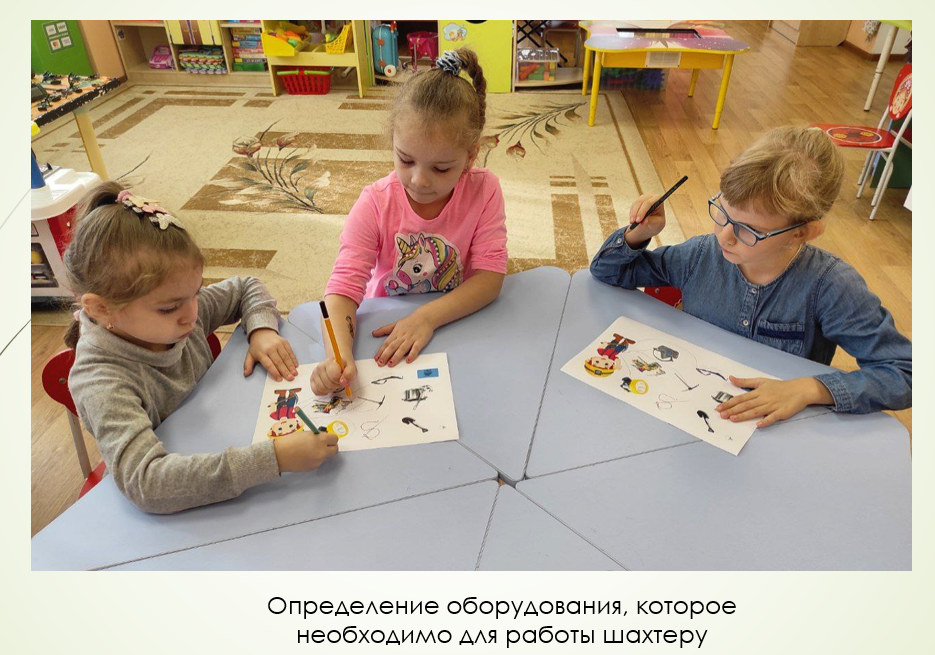 Определение оборудования, которое
необходимо для работы шахтеру